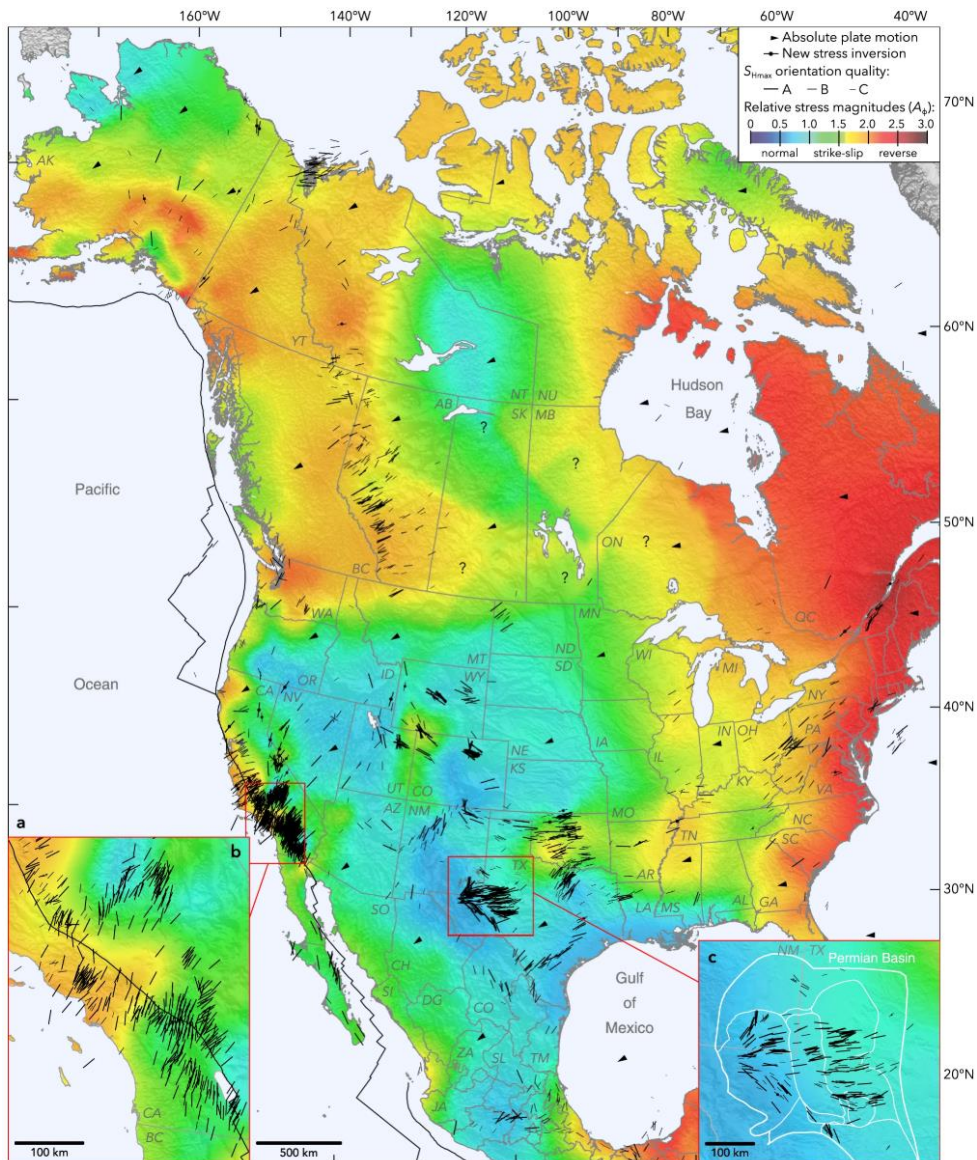 160°W 140°W 120°W 100°W 80°W 60°W 40°W
Absolute plate motion
New stress inversion
SHmax orientation quality:
A B C
Relative stress magnitudes (Aϕ):
0 0.5 1.0 1.5 2.0 2.5 3.0
normal strike-slip reverse
70°N
AK
60°N
YT
Hudson
Bay
NT NU
AB SK MB
?
?
Pacific
50°N
ON
?
BC ? ?
WA
QC
MN
ND
MT
WI
Ocean
OR ID WY SD MI
CA NV
NY
40°N
IA
NE
IN OH PA
KS
IL
UT CO
KY VA
AZ NM
MO
NC
TN
SC
a
b
TX
AR
SO
LA MS AL GA
30°N
CH
c
NM TX
Permian Basin
Gulf
of
Mexico
SI
DG
CO
ZA
SL TM
20°N
JA
CA
BC
100 km
500 km
100 km